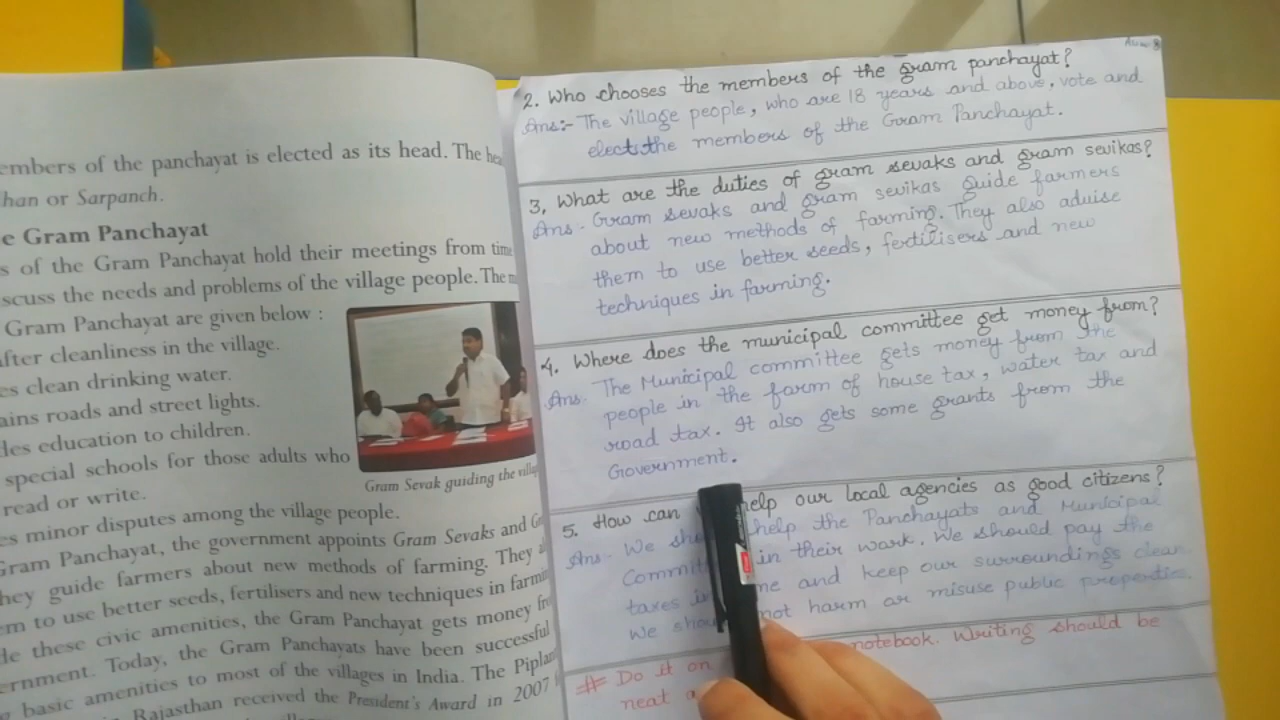 embers of the panchayat is elected as its head. The
han or Sarpanch.
e Gram Panchayat
s of the Gram Panchayat hold their meetings from time
scuss the needs and problems of the village people. The
Gram Panchayat are given below :
fter cleanliness in the village.
es clean drinking water.
ains roads and street lights.
des education to children.
special schools for those adults who
read or write.
Gram Sevak guiding the
es minor disputes among the village people.
Gram Panchayat, the government appoints Gram Sevaks and
hey guide farmers about new methods of farming. They
em to use better seeds, fertilisers and new techniques in
de these civic amenities, the Gram Panchayat gets money
ernment. Today, the Gram Panchayats have been successful
basic amenities to most of the villages in India. The
Rajasthan received the President's Award in 2007
2. Who chooses the members of the gram panchayat?
Ans:- The village people, who are 18 years and above, vote and
elect the members of the Gram Panchayat.
3, What are the duties of gram sevaks and gram sevikas?
Ans- Gram sevaks and gram sevikas guide farmers
about new methods of farming. They also advise
them to use better seeds, fertilisers and new
techniques in farming.
4. Where does the municipal committee get money from?
Ans- The Municipal committee gets money from the
people in the farm of house tax, water tax and
road tax. It also gets some grants from the
Government.
5. How can help our local agencies as good citizens?
Ans- We help the Panchayats and Municipal
in their work. We should pay the
taxes and keep our surroundings clean
We not harm or misuse public
# Do it on notebook. Writing should be
neat